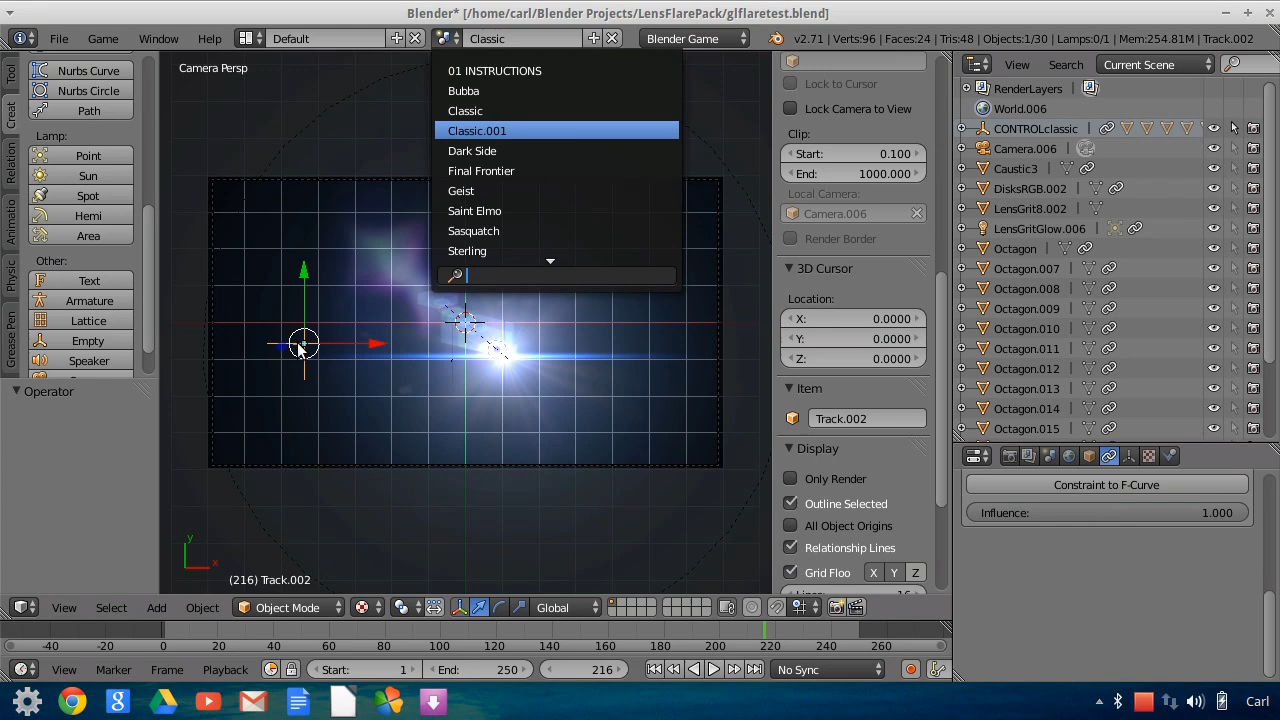 Blender* [/home/carl/Blender Projects/LensFlarePack/glflaretest.blend]
File Game Window Help Default Classic Blender Game v2.71 | Verts:96 | Faces:24 | Tris:48 | Objects:1/30 | Lamps:0/1 | Mem:254.81M | Track.002
Tool
Creat
Relation
Animatio
Physic
GreasePen
Nurbs Curve
Nurbs Circle
Path
Lamp:
Point
Sun
Spot
Hemi
Area
Other:
Text
Armature
Lattice
Empty
Speaker
Operator
Camera Persp
01 INSTRUCTIONS
Bubba
Classic
Classic.001
Dark Side
Final Frontier
Geist
Saint Elmo
Sasquatch
Sterling
y
x
(216) Track.002
Lock to Cursor
Lock Camera to View
Clip:
Start: 0.100
End: 1000.000
Local Camera:
Camera.006
Render Border
3D Cursor
Location:
X: 0.0000
Y: 0.0000
Z: 0.0000
Item
Track.002
Display
Only Render
Outline Selected
All Object Origins
Relationship Lines
Grid Floo X Y Z
View Search Current Scene
RenderLayers
World.006
CONTROLclassic
Camera.006
Caustic3
DisksRGB.002
LensGrit8.002
LensGritGlow.006
Octagon
Octagon.007
Octagon.008
Octagon.009
Octagon.010
Octagon.011
Octagon.012
Octagon.013
Octagon.014
Octagon.015
Constraint to F-Curve
Influence: 1.000
View Select Add Object Object Mode Global
-40 -20 0 20 40 60 80 100 120 140 160 180 200 220 240 260
View Marker Frame Playback Start: 1 End: 250 216 No Sync
Carl